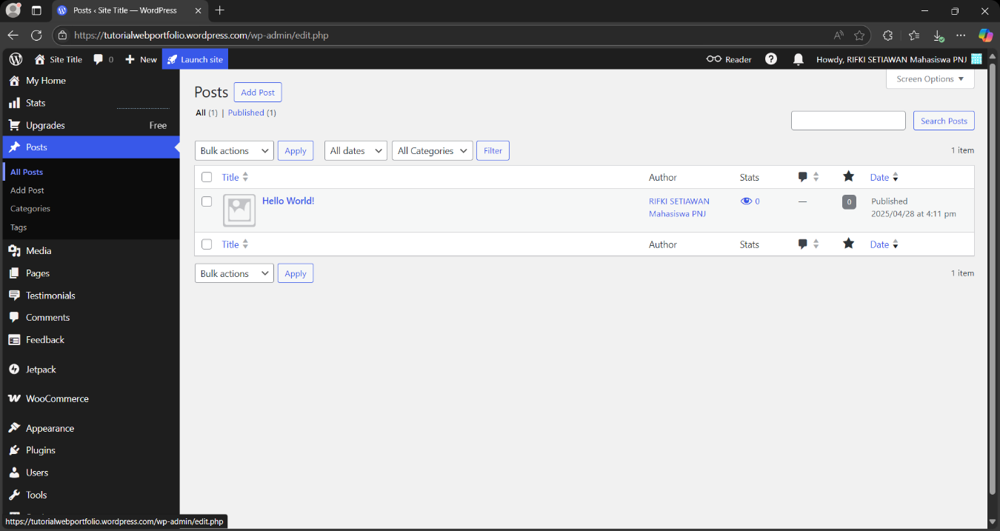 Posts ‹ Site Title — WordPress
https://tutorialwebportfolio.wordpress.com/wp-admin/edit.php
Site Title 0 New Launch site Reader Howdy, RIFKI SETIAWAN Mahasiswa PNJ
My Home
Stats
Upgrades Free
Posts
All Posts
Add Post
Categories
Tags
Media
Pages
Testimonials
Comments
Feedback
Jetpack
WooCommerce
Appearance
Plugins
Users
Tools
https://tutorialwebportfolio.wordpress.com/wp-admin/edit.php
Screen Options
Posts Add Post
All (1) | Published (1)
Search Posts
Bulk actions Apply All dates All Categories Filter 1 item
Title Author Stats Date
Hello World! RIFKI SETIAWAN 0 — 0 Published
Mahasiswa PNJ 2025/04/28 at 4:11 pm
Title Author Stats Date
Bulk actions Apply 1 item